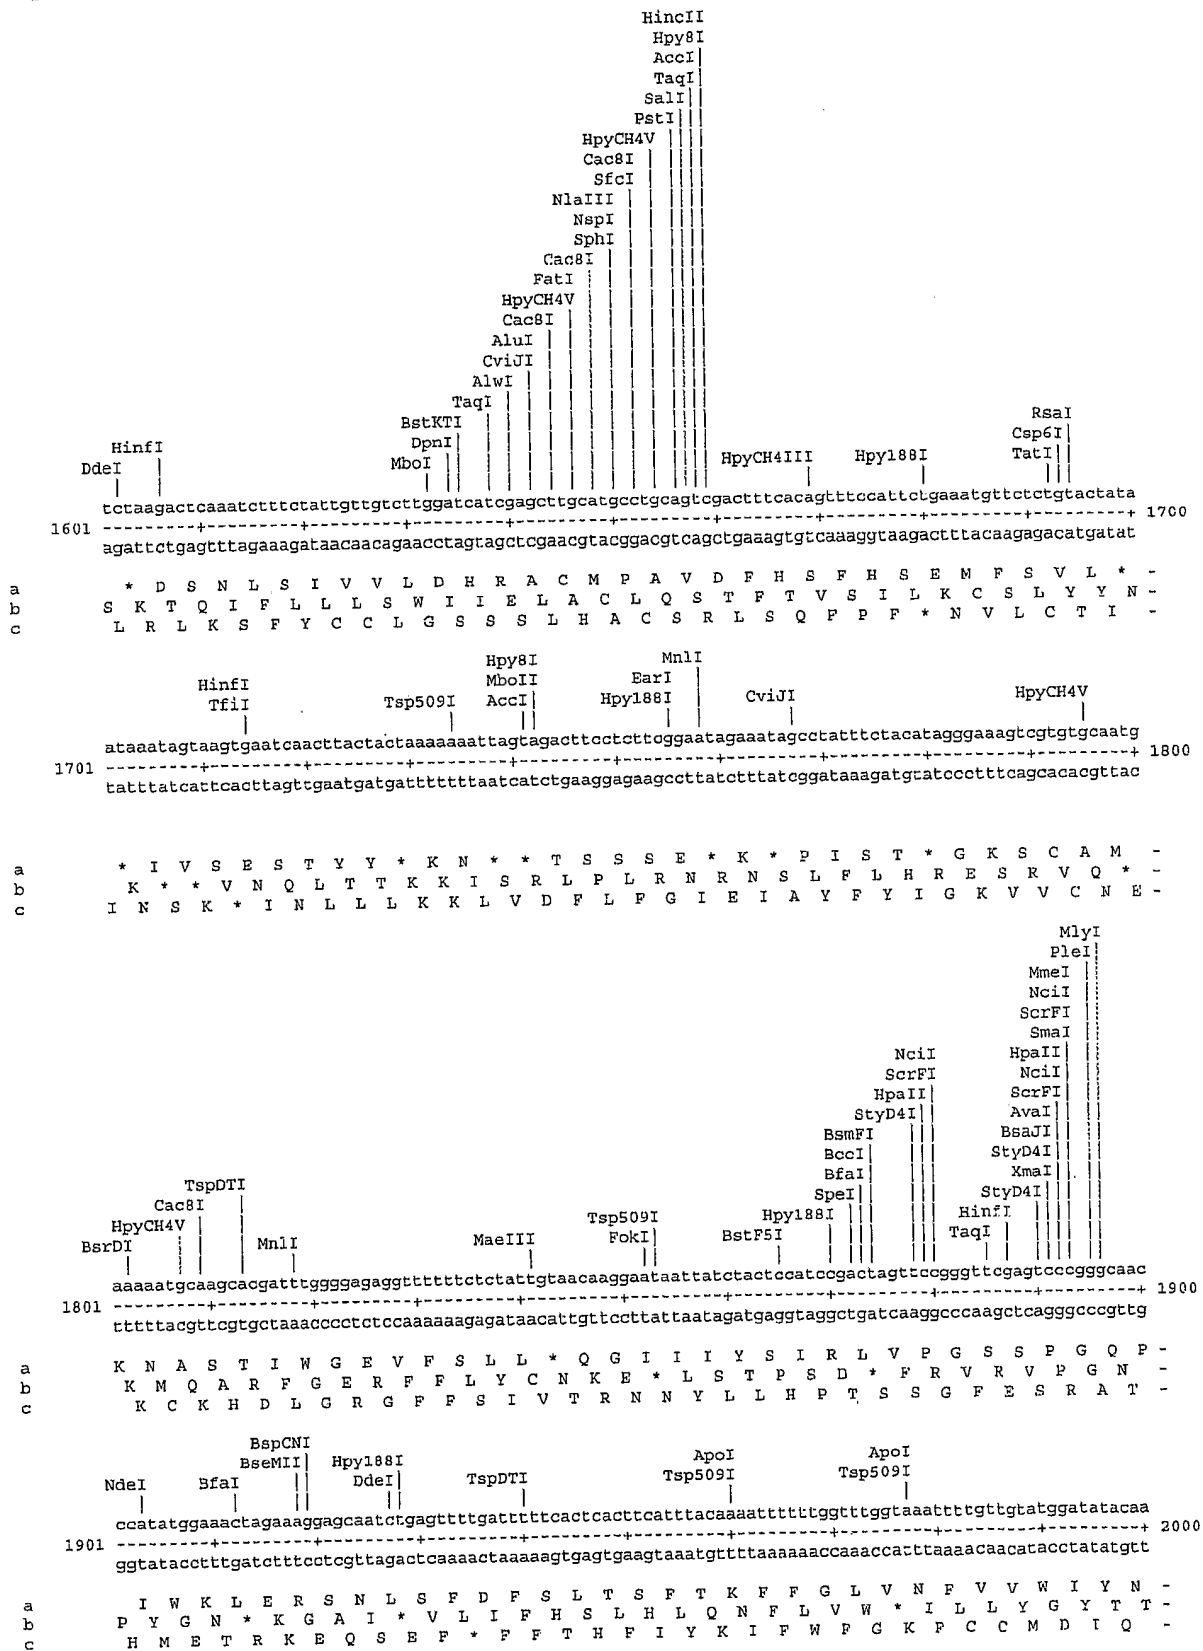 HincII
Hpy8I
AccI
TaqI
SalI
PstI
HpyCH4V
Cac8I
SfcI
NlaIII
NspI
SphI
Cac8I
FatI
HpyCH4V
Cac8I
AluI
CviJI
AlwI
TaqI RsaI
BstKTI Csp6I
HinfI DpnI HpyCH4III Hpy188I TatI
DdeI MboI
tctaagactcaaatctttctattgttgtcttggatcatcgagcttgcatgcctgcagtcgactttcacagtttccattctgaaatgttctctgtactata
1601 ---------+---------+---------+---------+---------+---------+---------+---------+---------+---------+ 1700
agattctgagtttagaaagataacaacagaacctagtagctcgaacgtacggacgtcagctgaaagtgtcaaaggtaagactttacaagagacatgatat
a * D S N L S I V V L D H R A C M P A V D F H S F H S E M F S V L * -
b S K T Q I F L L L S W I I E L A C L Q S T F T V S I L K C S L Y Y N -
c L R L K S F Y C C L G S S S L H A C S R L S Q F P F * N V L C T I -
Hpy8I MnlI
HinfI MboII EarI
TfiI Tsp509I AccI Hpy188I CviJI HpyCH4V
ataaatagtaagtgaatcaacttactactaaaaaaattagtagacttcctcttcggaatagaaatagcctatttctacatagggaaagtcgtgtgcaatg
1701 ---------+---------+---------+---------+---------+---------+---------+---------+---------+---------+ 1800
tatttatcattcacttagttgaatgatgatttttttaatcatctgaaggagaagccttatctttatcggataaagatgtatccctttcagcacacgttac
a * I V S E S T Y Y * K N * * T S S S E * K * P I S T * G K S C A M -
b K * * V N Q L T T K K I S R L P L R N R N S L F L H R E S R V Q * -
c I N S K * I N L L L K K L V D F L F G I E I A Y F Y I G K V V C N E -
MlyI
PleI
MmeI
NciI
ScrFI
SmaI
NciI HpaII
ScrFI NciI
HpaII ScrFI
StyD4I AvaI
BsmFI BsaJI
BccI StyD4I
BfaI XmaI
TspDTI SpeI StyD4I
Cac8I Tsp509I Hpy188I HinfI
HpyCH4V FokI BstF5I TaqI
BsrDI MnlI MaeIII
aaaaatgcaagcacgatttggggagaggttttttctctattgtaacaaggaataattatctactccatccgactagttccgggttcgagtcccgggcaac
1801 ---------+---------+---------+---------+---------+---------+---------+---------+---------+---------+ 1900
tttttacgttcgtgctaaacccctctccaaaaaagagataacattgttccttattaatagatgaggtaggctgatcaaggcccaagctcagggcccgttg
a K N A S T I W G E V F S L L * Q G I I I Y S I R L V P G S S P G Q P -
b K M Q A R F G E R F F L Y C N K E * L S T P S D * F R V R V P G N -
c K C K H D L G R G F F S I V T R N N Y L L H P T S S G F E S R A T -
BspCNI
BseMII Hpy188I ApoI ApoI
NdeI BfaI DdeI TspDTI Tsp509I Tsp509I
ccatatggaaactagaaaggagcaatctgagttttgatttttcactcacttcatttacaaaattttttggtttggtaaattttgttgtatggatatacaa
1901 ---------+---------+---------+---------+---------+---------+---------+---------+---------+---------+ 2000
ggtatacctttgatctttcctcgttagactcaaaactaaaaagtgagtgaagtaaatgttttaaaaaaccaaaccatttaaaacaacatacctatatgtt
a I W K L E R S N L S F D F S L T S F T K F F G L V N F V V W I Y N -
b P Y G N * K G A I * V L I F H S L H L Q N F L V W * I L L Y G Y T T -
c H M E T R K E Q S E F * F F T H F I Y K I F W F G K F C C M D I Q -